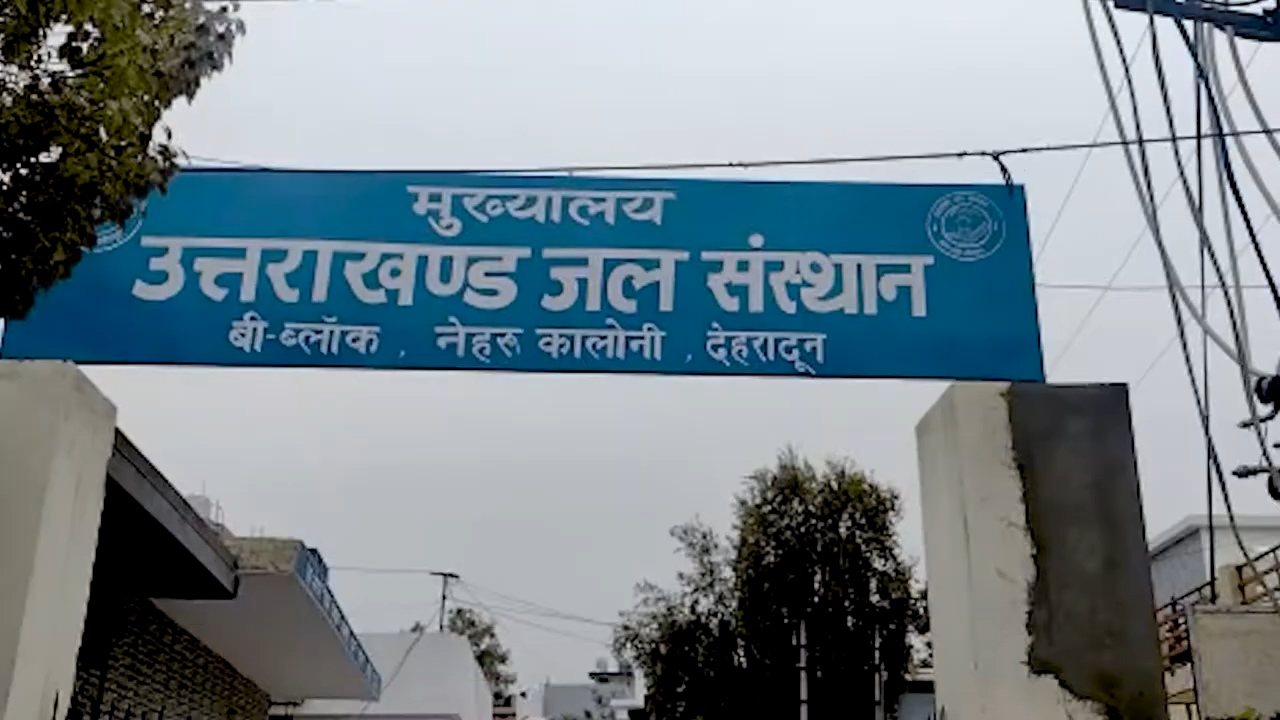 मुख्यालय
उत्तराखण्ड जल संस्थान
बी-ब्लॉक , नेहरू कालोनी , देहरादून